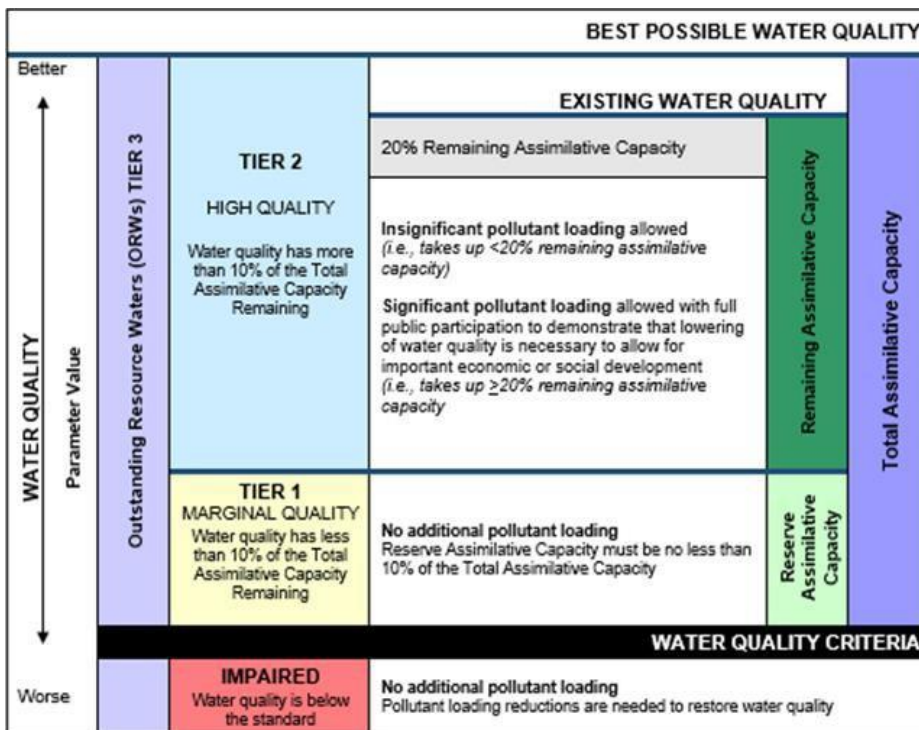 BEST POSSIBLE WATER QUALITY
Better
WATER QUALITY
Parameter Value
Worse
Outstanding Resource Waters (ORWs) TIER 3
TIER 2
HIGH QUALITY
Water quality has more
than 10% of the Total
Assimilative Capacity
Remaining
EXISTING WATER QUALITY
20% Remaining Assimilative Capacity
Insignificant pollutant loading allowed
(i.e., takes up <20% remaining assimilative
capacity)
Significant pollutant loading allowed with full
public participation to demonstrate that lowering
of water quality is necessary to allow for
important economic or social development
(i.e., takes up ≥20% remaining assimilative
capacity
Remaining Assimilative Capacity
Total Assimilative Capacity
TIER 1
MARGINAL QUALITY
Water quality has less
than 10% of the Total
Assimilative Capacity
Remaining
No additional pollutant loading
Reserve Assimilative Capacity must be no less than
10% of the Total Assimilative Capacity
Reserve
Assimilative
Capacity
WATER QUALITY CRITERIA
IMPAIRED
Water quality is below
the standard
No additional pollutant loading
Pollutant loading reductions are needed to restore water quality